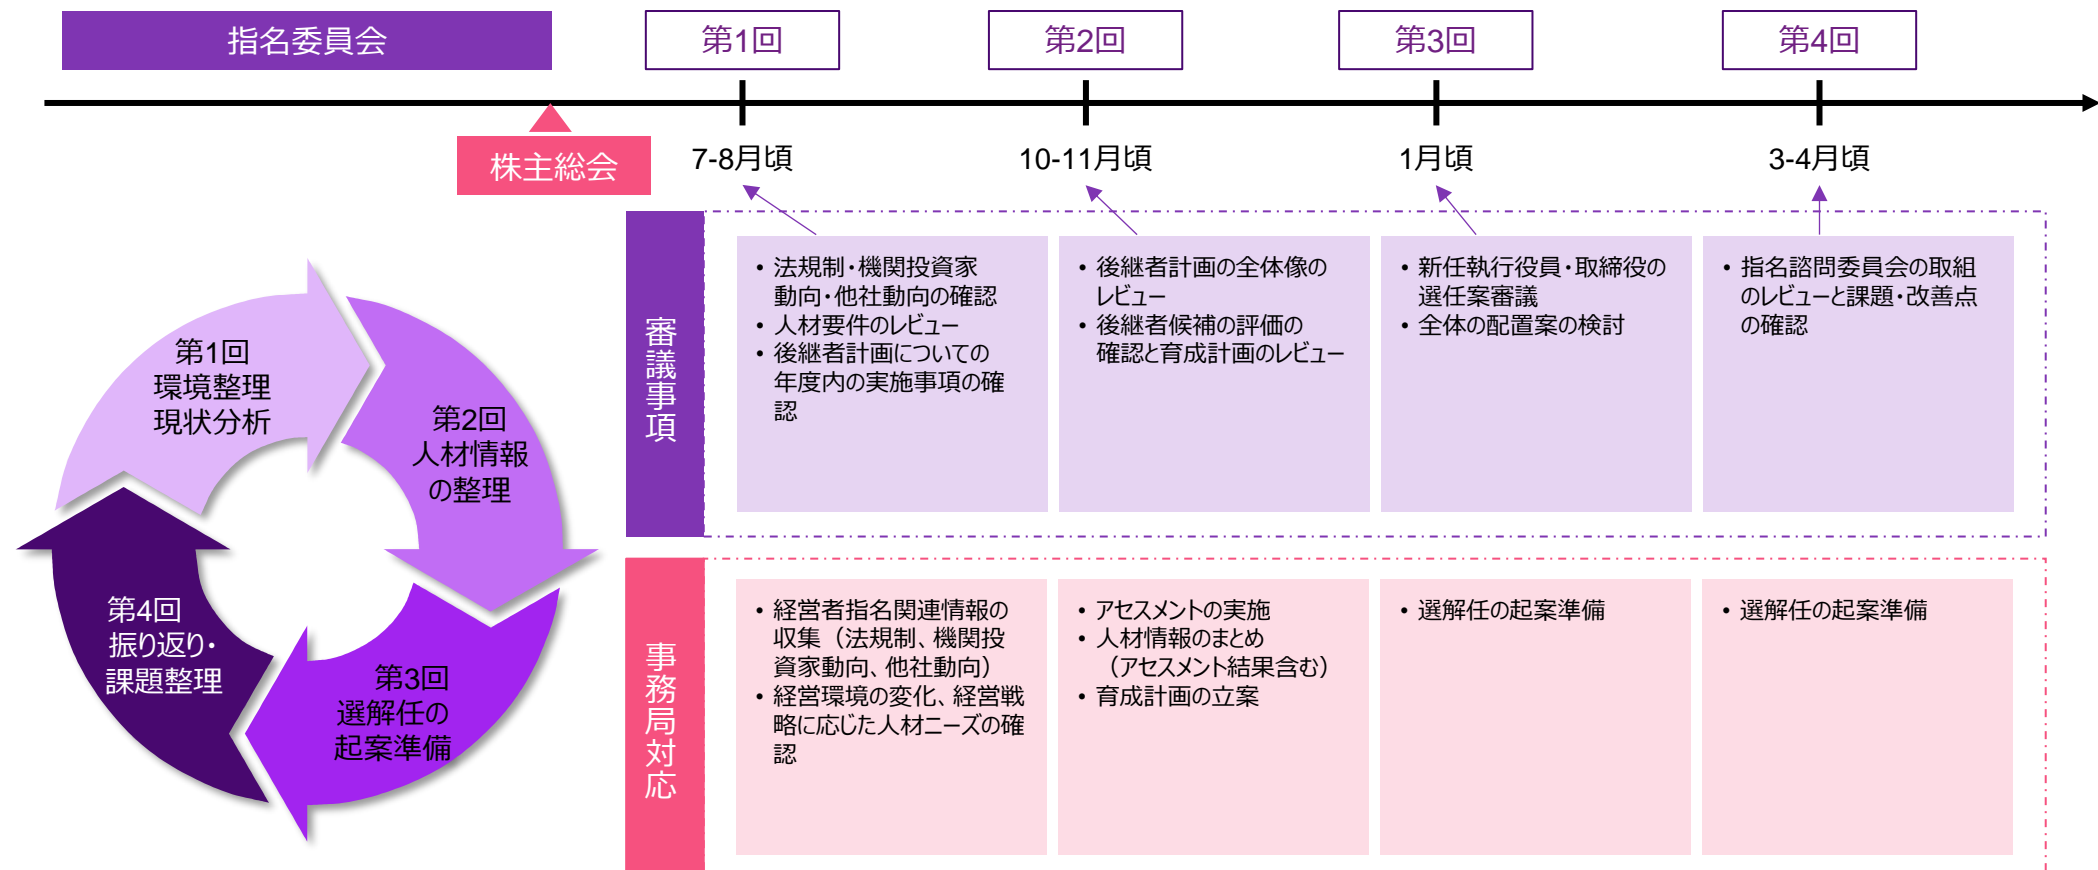 指名委員会
第1回
第2回
第3回
第4回
株主総会
7-8月頃
10-11月頃
1月頃
3-4月頃
第1回
環境整理
現状分析
第2回
人材情報
の整理
第3回
選解任の
起案準備
第4回
振り返り・
課題整理
審議事項
• 法規制・機関投資家
動向・他社動向の確認
• 人材要件のレビュー
• 後継者計画についての
年度内の実施事項の確
認
• 後継者計画の全体像の
レビュー
• 後継者候補の評価の
確認と育成計画のレビュー
• 新任執行役員・取締役の
選任案審議
• 全体の配置案の検討
• 指名諮問委員会の取組
のレビューと課題・改善点
の確認
事務局対応
• 経営者指名関連情報の
収集（法規制、機関投
資家動向、他社動向）
• 経営環境の変化、経営戦
略に応じた人材ニーズの確
認
• アセスメントの実施
• 人材情報のまとめ
（アセスメント結果含む）
• 育成計画の立案
• 選解任の起案準備
• 選解任の起案準備